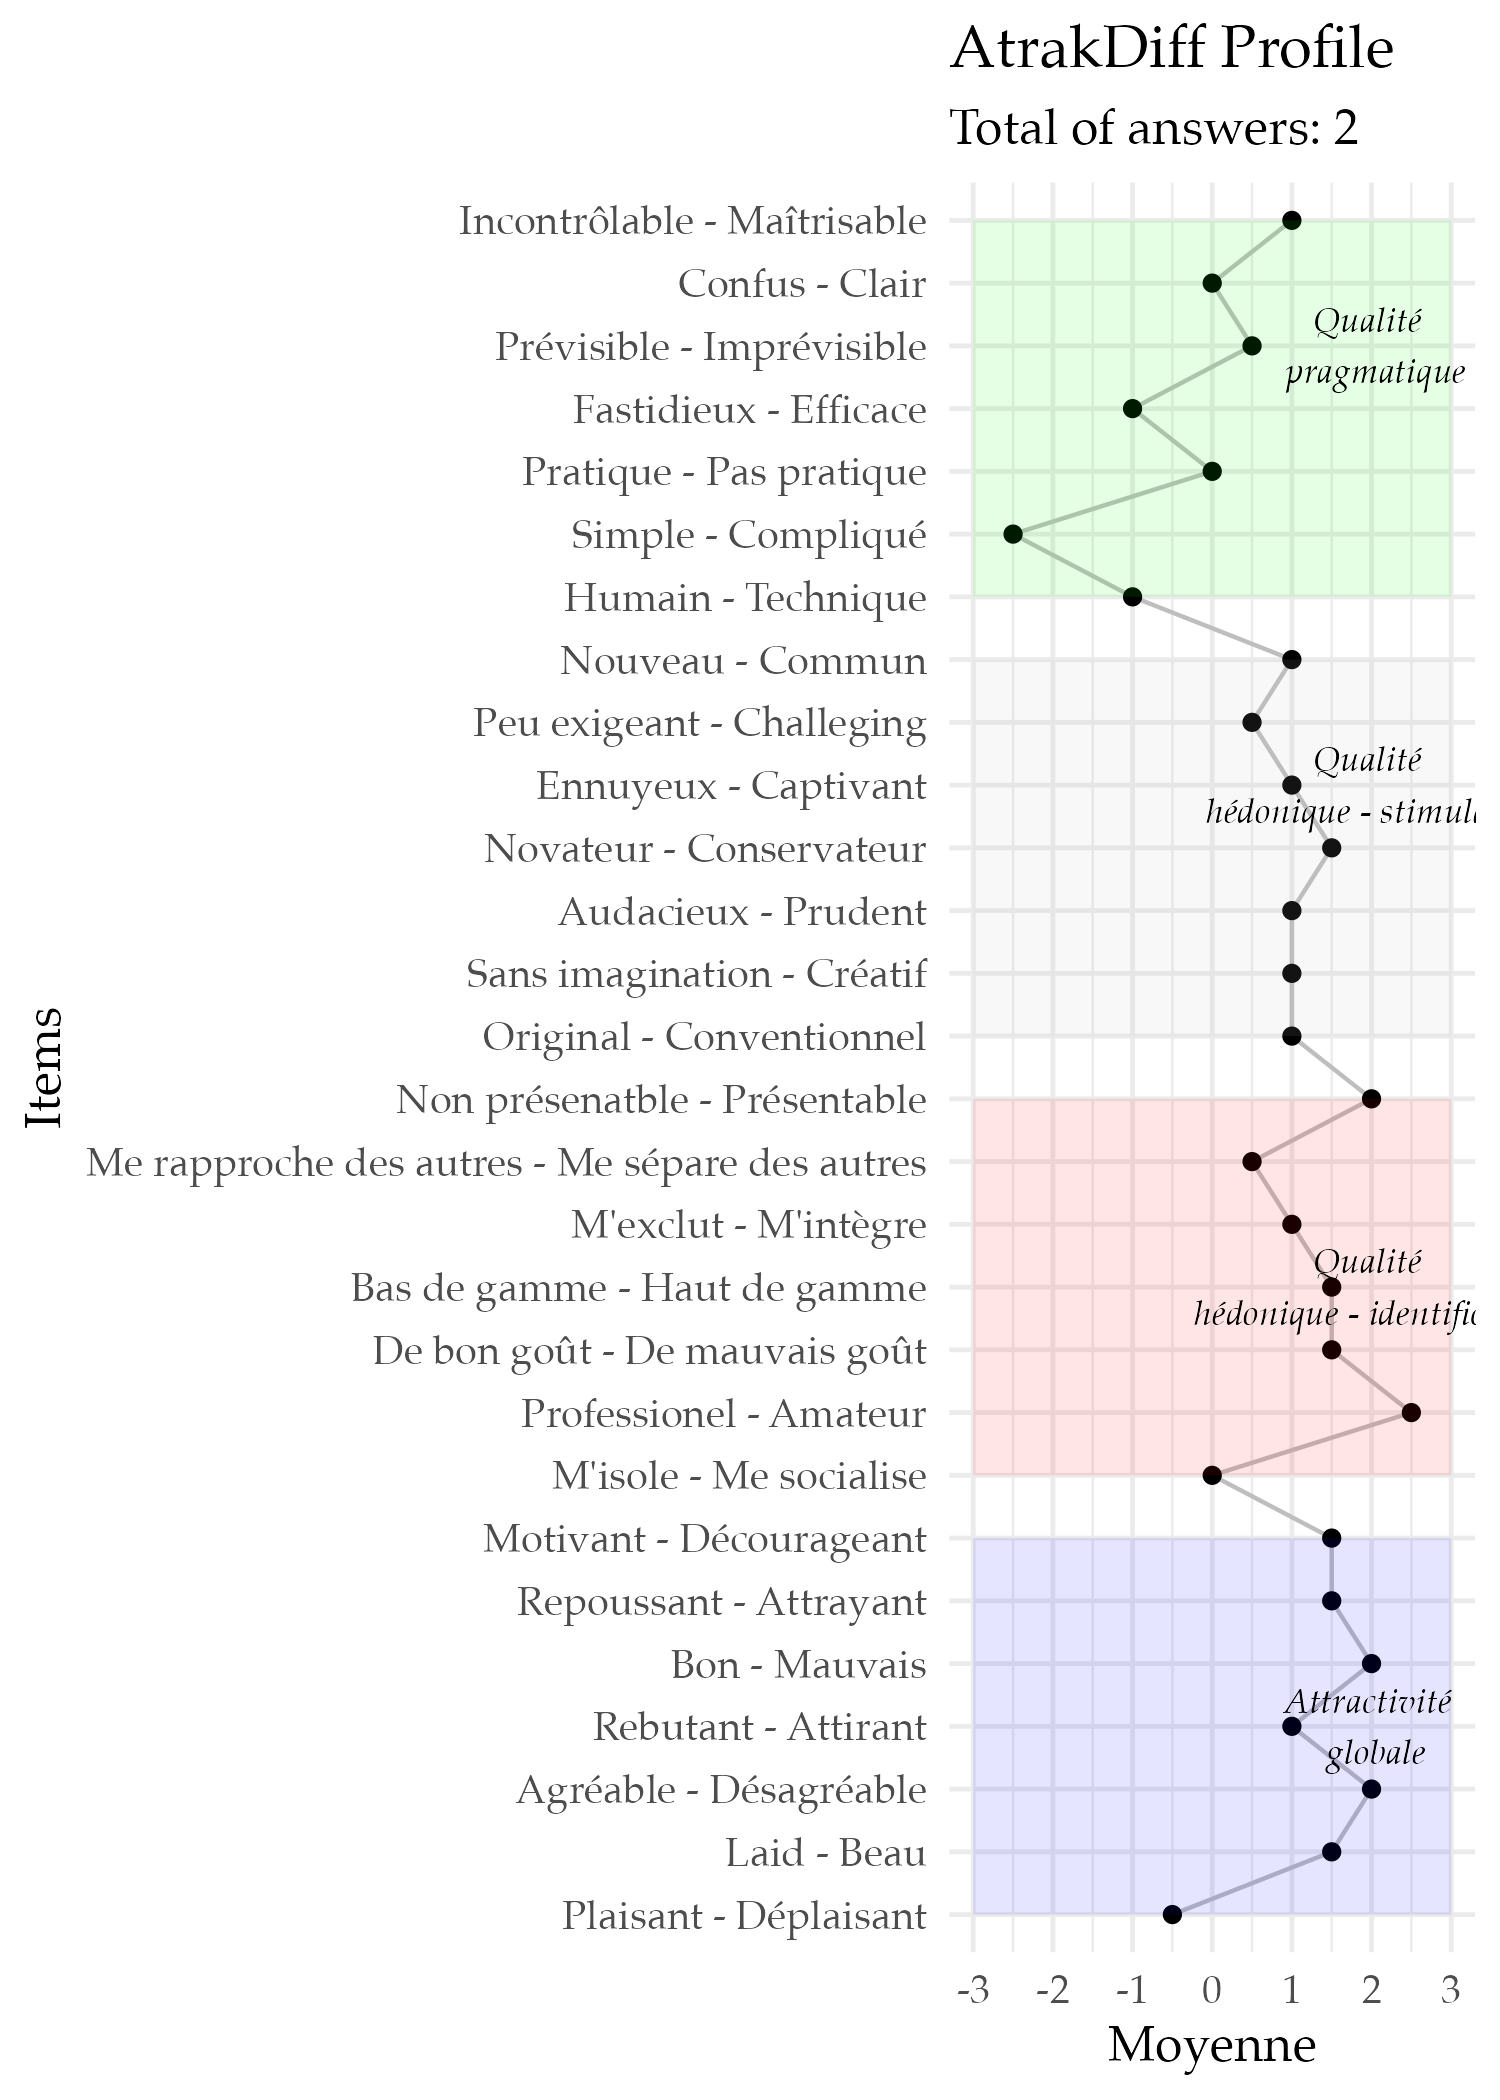 AtrakDiff Profile
Total of answers: 2
Incontrôlable - Maîtrisable
Confus - Clair
Qualité
Prévisible - Imprévisible
pragmatique
Fastidieux - Efficace
Pratique - Pas pratique
Simple - Compliqué
Humain - Technique
Nouveau - Commun
Peu exigeant - Challeging
Qualité
Ennuyeux - Captivant
hédonique - stimul
Novateur - Conservateur
Audacieux - Prudent
Sans imagination - Créatif
Original - Conventionnel
Items
Non présenatble - Présentable
Me rapproche des autres - Me sépare des autres
M'exclut - M'intègre
Qualité
Bas de gamme - Haut de gamme
hédonique - identific
De bon goût - De mauvais goût
Professionel - Amateur
M'isole - Me socialise
Motivant - Décourageant
Repoussant - Attrayant
Bon - Mauvais
Attractivité
Rebutant - Attirant
globale
Agréable - Désagréable
Laid - Beau
Plaisant - Déplaisant
-3 -2 -1 0 1 2 3
Moyenne